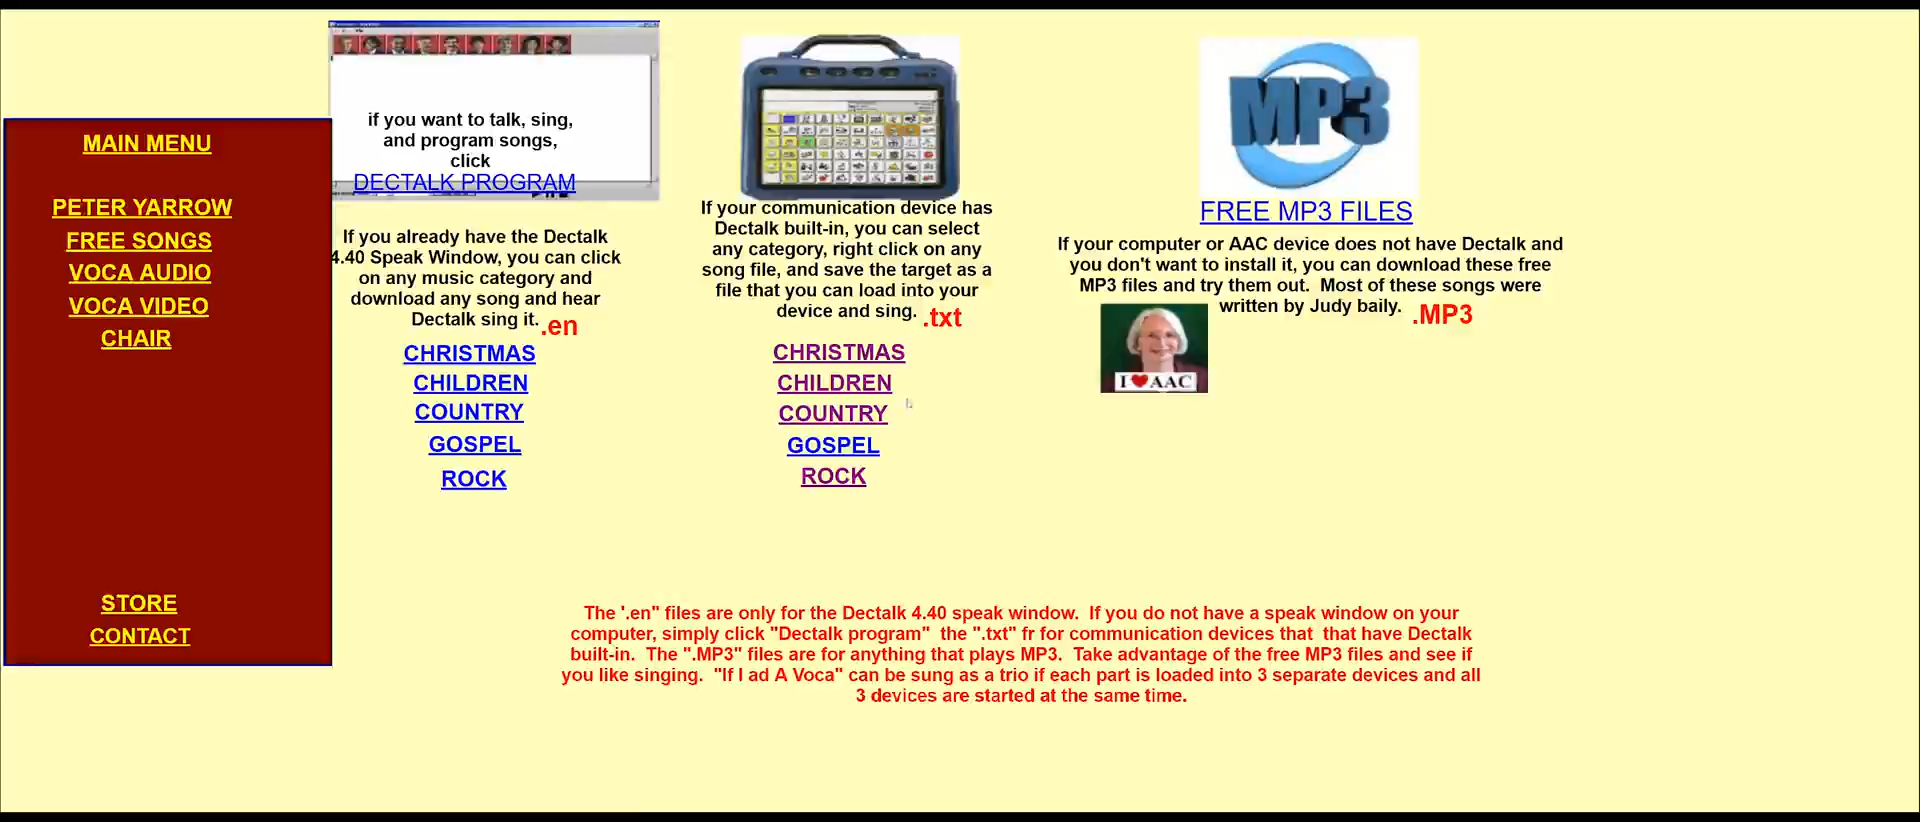 MAIN MENU
PETER YARROW
FREE SONGS
VOCA AUDIO
VOCA VIDEO
CHAIR
STORE
CONTACT
if you want to talk, sing,
and program songs,
click
DECTALK PROGRAM
If you already have the Dectalk
4.40 Speak Window, you can click
on any music category and
download any song and hear
Dectalk sing it. .en
CHRISTMAS
CHILDREN
COUNTRY
GOSPEL
ROCK
If your communication device has
Dectalk built-in, you can select
any category, right click on any
song file, and save the target as a
file that you can load into your
device and sing. .txt
CHRISTMAS
CHILDREN
COUNTRY
GOSPEL
ROCK
MP3
FREE MP3 FILES
If your computer or AAC device does not have Dectalk and
you don't want to install it, you can download these free
MP3 files and try them out.  Most of these songs were
written by Judy baily. .MP3
I ♥ AAC
The '.en" files are only for the Dectalk 4.40 speak window.  If you do not have a speak window on your
computer, simply click "Dectalk program"  the ".txt" fr for communication devices that  that have Dectalk
built-in.  The ".MP3" files are for anything that plays MP3.  Take advantage of the free MP3 files and see if
you like singing.  "If I ad A Voca" can be sung as a trio if each part is loaded into 3 separate devices and all
3 devices are started at the same time.